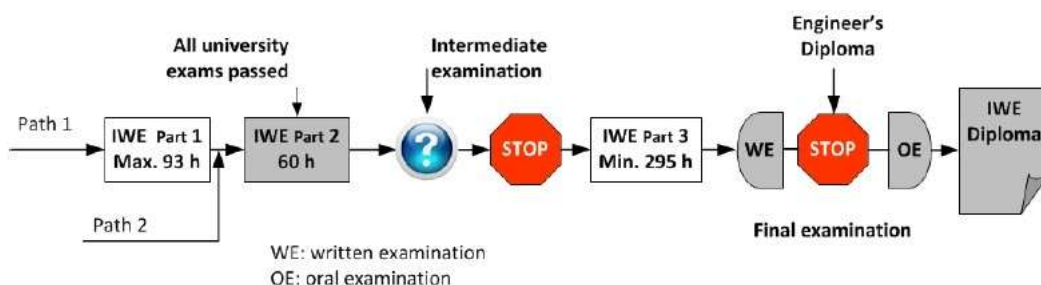 All university
exams passed
Intermediate
examination
Engineer's
Diploma
Path 1
IWE Part 1
Max. 93 h
IWE Part 2
60 h
?
STOP
IWE Part 3
Min. 295 h
WE
STOP
OE
IWE
Diploma
Path 2
Final examination
WE: written examination
OE: oral examination